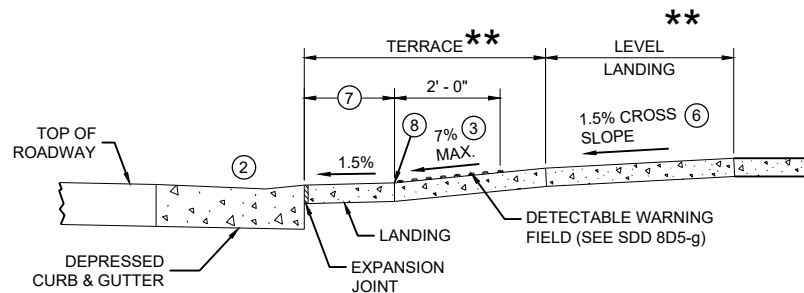 **
TERRACE **
LEVEL
LANDING
7
2' - 0"
1.5% CROSS
SLOPE
6
TOP OF
ROADWAY
2
8
7%
MAX.
3
1.5%
LANDING
DETECTABLE WARNING
FIELD (SEE SDD 8D5-g)
DEPRESSED
CURB & GUTTER
EXPANSION
JOINT